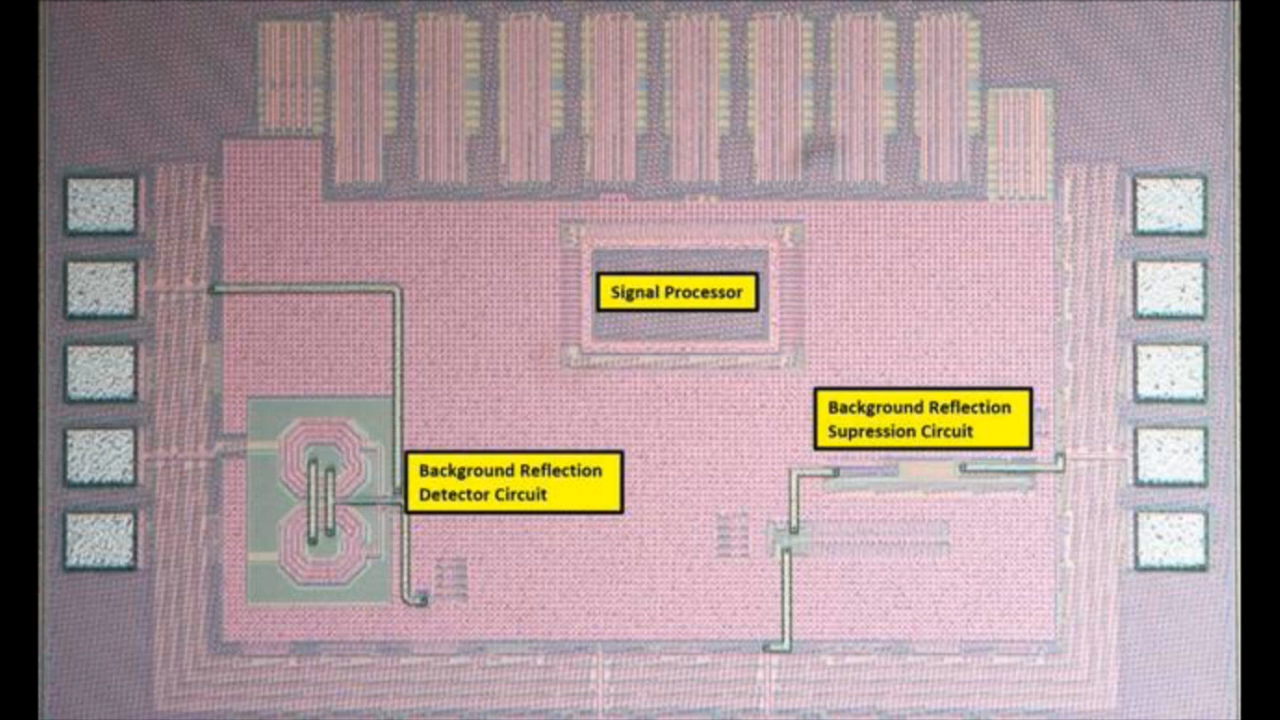 Signal Processor
Background Reflection
Supression Circuit
Background Reflection
Detector Circuit